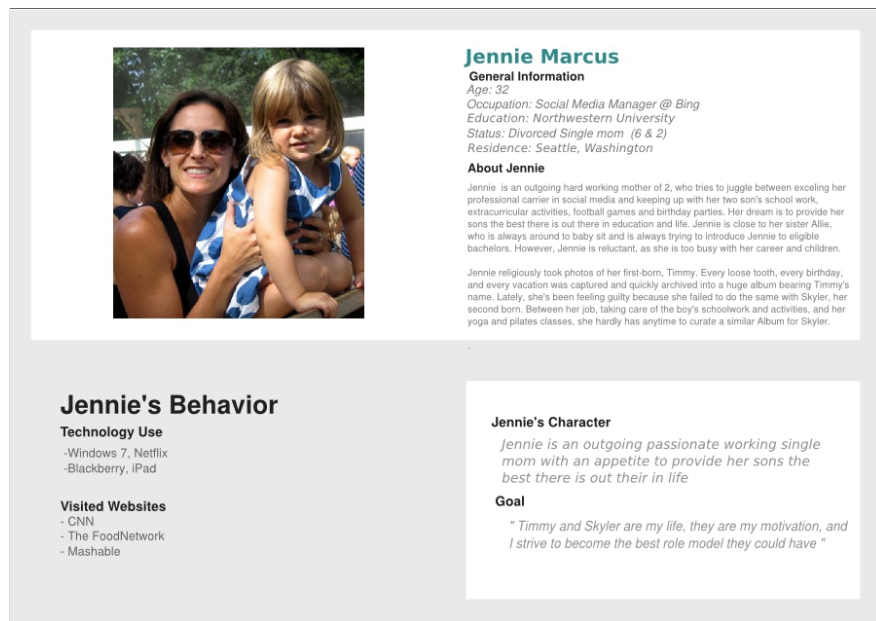 Jennie Marcus
General Information
Age: 32
Occupation: Social Media Manager @ Bing
Education: Northwestern University
Status: Divorced Single mom (6 & 2)
Residence: Seattle, Washington
About Jennie
Jennie is an outgoing hard working mother of 2, who tries to juggle between exceling her
professional carrier in social media and keeping up with her two son's school work,
extracurricular activities, football games and birthday parties. Her dream is to provide her
sons the best there is out there in education and life. Jennie is close to her sister Allie,
who is always around to baby sit and is always trying to introduce Jennie to eligible
bachelors. However, Jennie is reluctant, as she is too busy with her career and children.
Jennie religiously took photos of her first-born, Timmy. Every loose tooth, every birthday,
and every vacation was captured and quickly archived into a huge album bearing Timmy's
name. Lately, she's been feeling guilty because she failed to do the same with Skyler, her
second born. Between her job, taking care of the boy's schoolwork and activities, and her
yoga and pilates classes, she hardly has anytime to curate a similar Album for Skyler.
.
Jennie's Behavior
Technology Use
-Windows 7, Netflix
-Blackberry, iPad
Visited Websites
- CNN
- The FoodNetwork
- Mashable
Jennie's Character
Jennie is an outgoing passionate working single
mom with an appetite to provide her sons the
best there is out their in life
Goal
" Timmy and Skyler are my life, they are my motivation, and
I strive to become the best role model they could have "